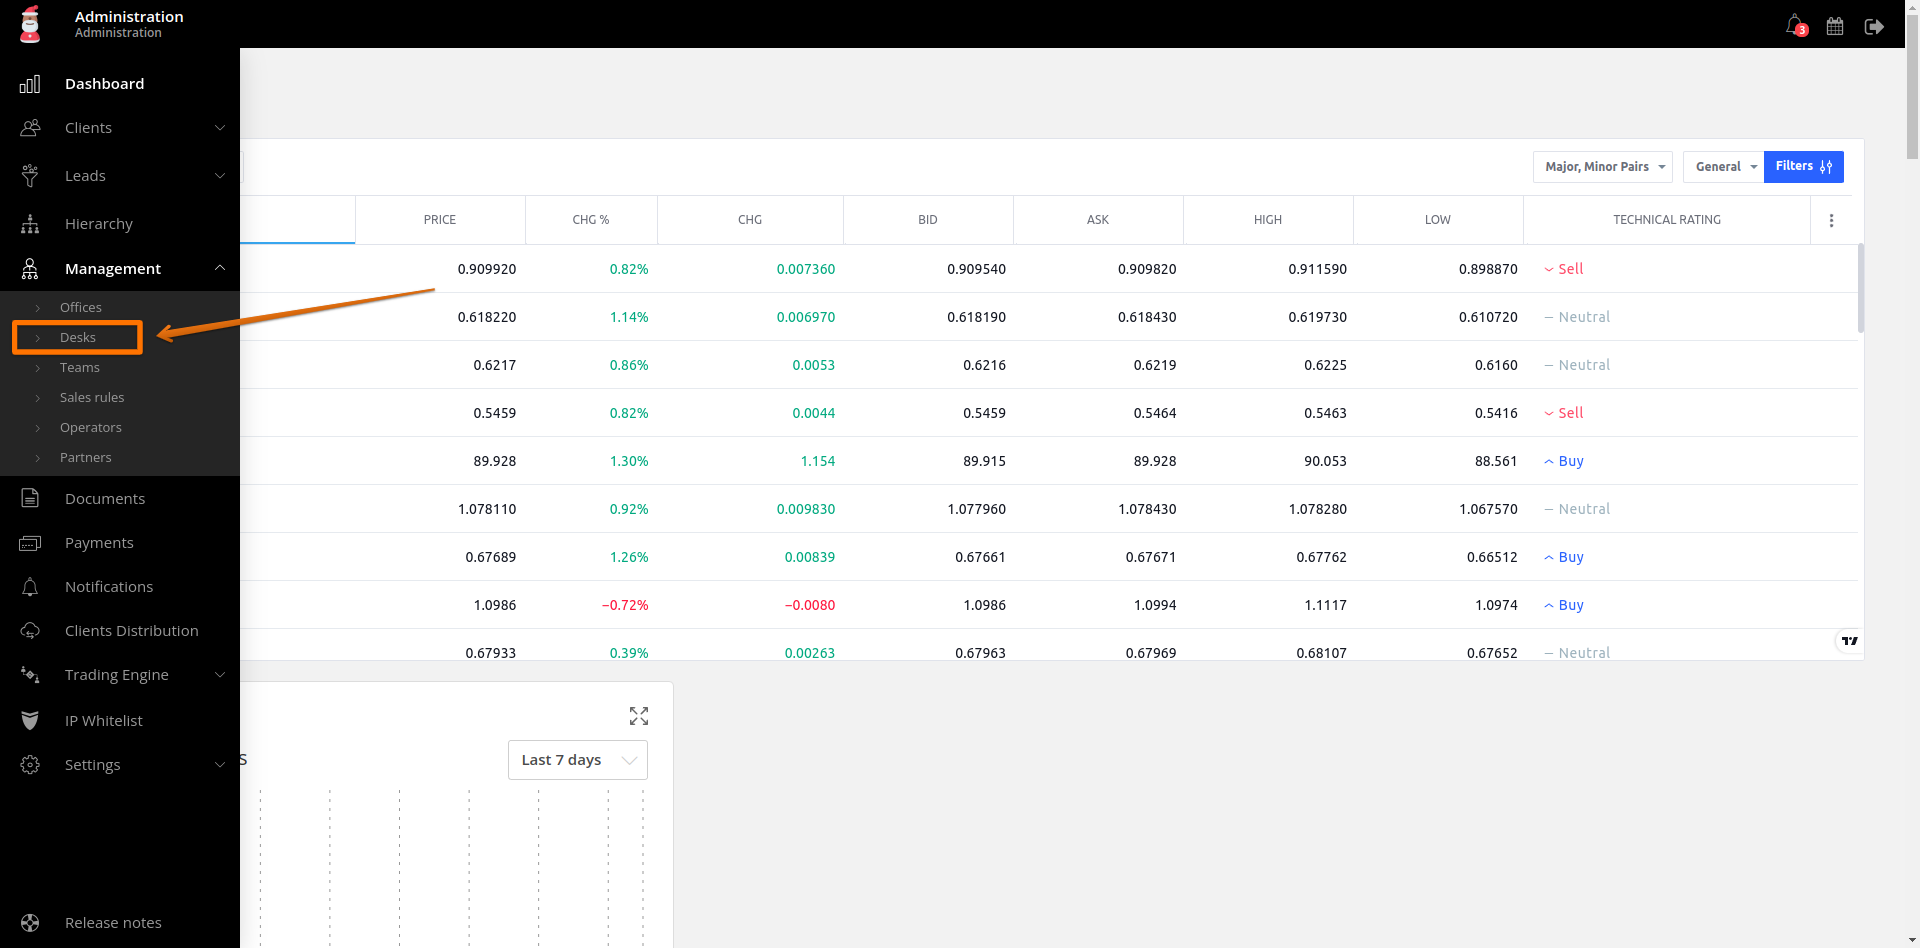 Administration
Administration
3
Dashboard
Clients
Leads
Hierarchy
Management
Offices
Desks
Teams
Sales rules
Operators
Partners
Documents
Payments
Notifications
Clients Distribution
Trading Engine
IP Whitelist
Settings
Release notes
Major, Minor Pairs
General
Filters
PRICE CHG % CHG BID ASK HIGH LOW TECHNICAL RATING
0.909920 0.82% 0.007360 0.909540 0.909820 0.911590 0.898870 Sell
0.618220 1.14% 0.006970 0.618190 0.618430 0.619730 0.610720 — Neutral
0.6217 0.86% 0.0053 0.6216 0.6219 0.6225 0.6160 — Neutral
0.5459 0.82% 0.0044 0.5459 0.5464 0.5463 0.5416 Sell
89.928 1.30% 1.154 89.915 89.928 90.053 88.561 Buy
1.078110 0.92% 0.009830 1.077960 1.078430 1.078280 1.067570 — Neutral
0.67689 1.26% 0.00839 0.67661 0.67671 0.67762 0.66512 Buy
1.0986 −0.72% −0.0080 1.0986 1.0994 1.1117 1.0974 Buy
0.67933 0.39% 0.00263 0.67963 0.67969 0.68107 0.67652 — Neutral
s
Last 7 days